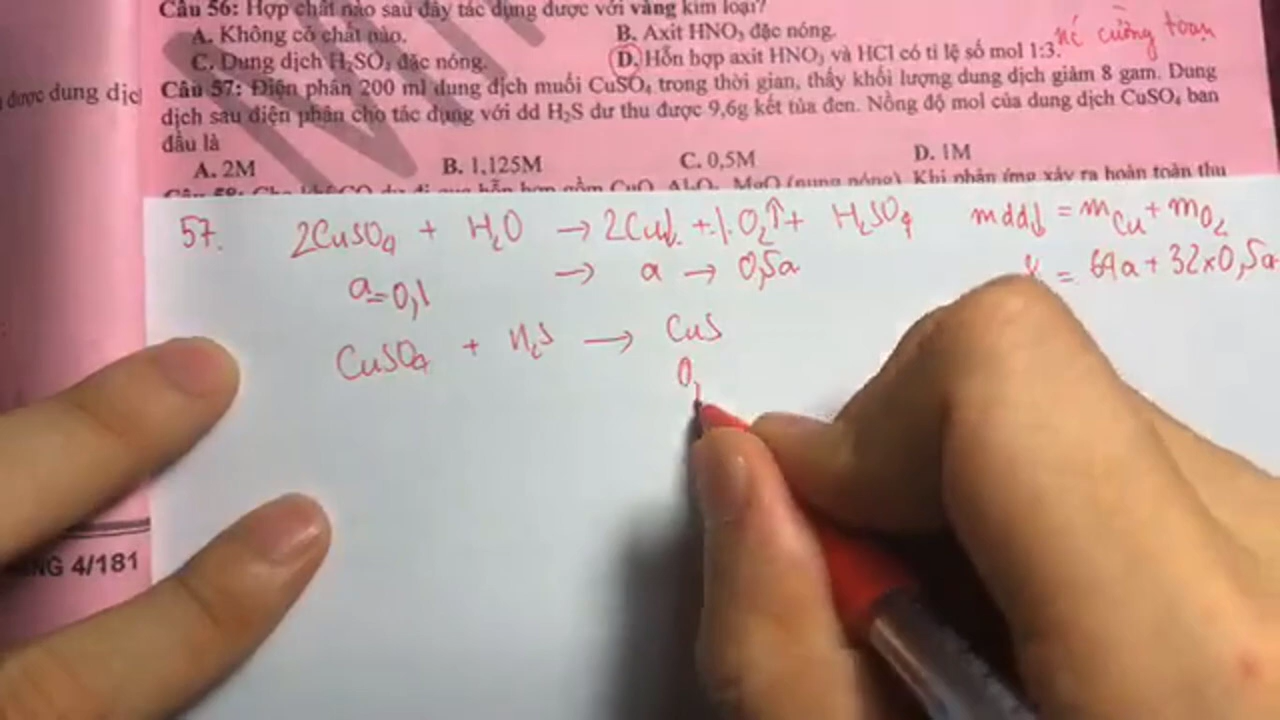 Câu 56: Hợp chất nào sau đây tác dụng được với vàng kim loại?
A. Không có chất nào. B. Axit HNO₃ đặc nóng.
C. Dung dịch H₂SO₄ đặc nóng. D. Hỗn hợp axit HNO₃ và HCl có tỉ lệ số mol 1:3.
cường toan
được dung dịc
Câu 57: Điện phân 200 ml dung dịch muối CuSO₄ trong thời gian, thấy khối lượng dung dịch giảm 8 gam. Dung
dịch sau điện phân cho tác dụng với dd H₂S dư thu được 9,6g kết tủa đen. Nồng độ mol của dung dịch CuSO₄ ban
đầu là
A. 2M B. 1,125M C. 0,5M D. 1M
57. 2CuSO₄ + H₂O → 2Cu↓ + 1.O₂↑ + H₂SO₄ mdd↓ = mCu + mO₂
a=0,1 → a → 0,5a = 64a + 32×0,5a
CuSO₄ + H₂S → CuS
0,
NG 4/181